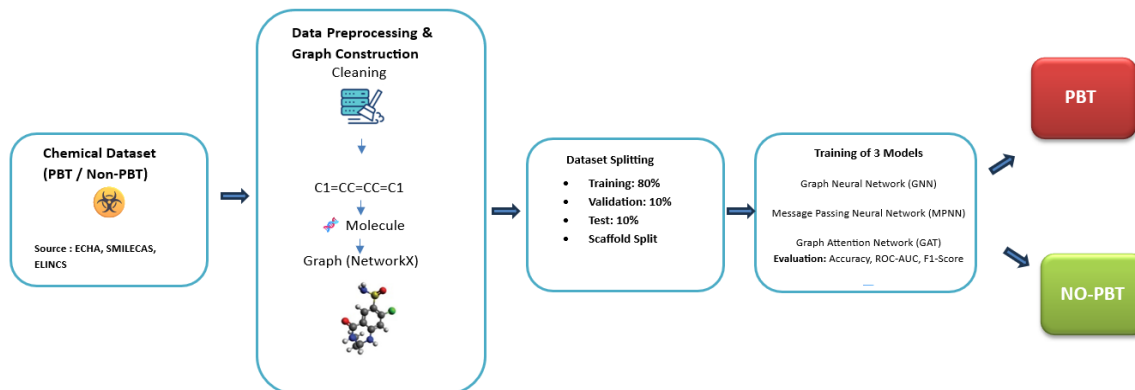 Chemical Dataset
(PBT / Non-PBT)
Source : ECHA, SMILECAS,
ELINCS
Data Preprocessing &
Graph Construction
Cleaning
C1=CC=CC=C1
Molecule
Graph (NetworkX)
Dataset Splitting
• Training: 80%
• Validation: 10%
• Test: 10%
• Scaffold Split
Training of 3 Models
Graph Neural Network (GNN)
Message Passing Neural Network (MPNN)
Graph Attention Network (GAT)
Evaluation: Accuracy, ROC-AUC, F1-Score
PBT
NO-PBT